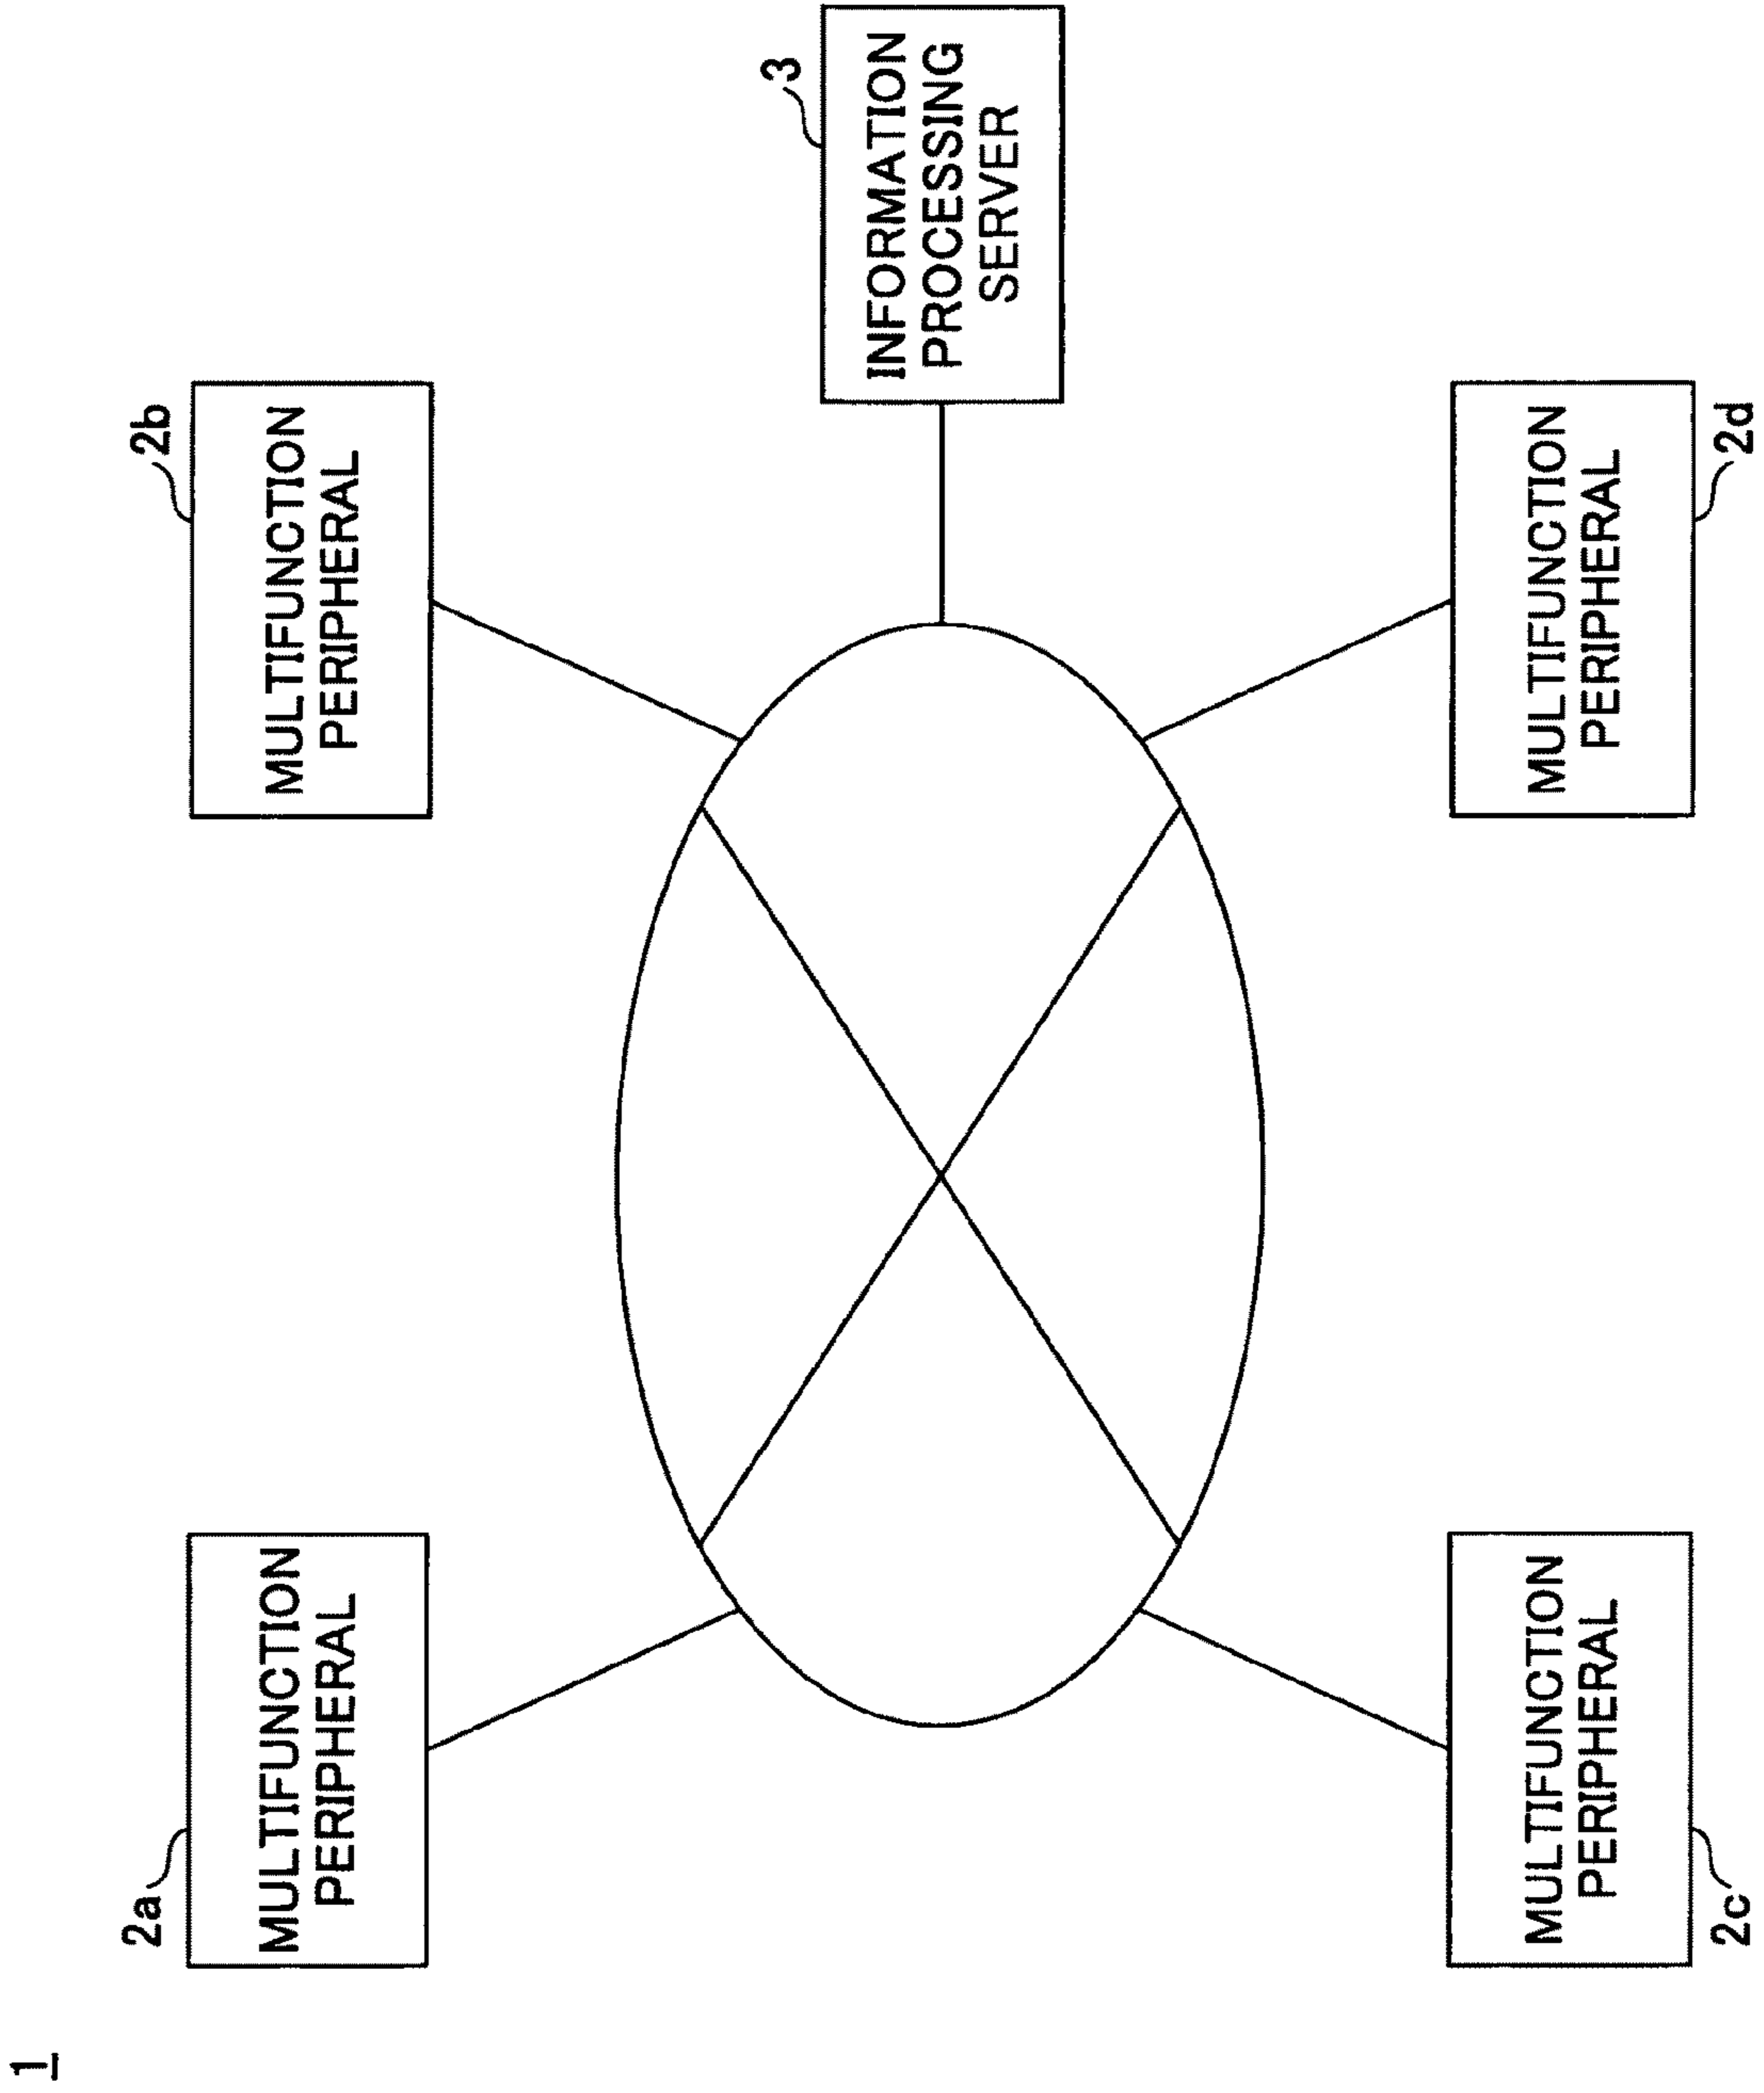 1
2a
MULTIFUNCTION
PERIPHERAL
2b
MULTIFUNCTION
PERIPHERAL
3
INFORMATION
PROCESSING
SERVER
MULTIFUNCTION
PERIPHERAL
2c
MULTIFUNCTION
PERIPHERAL
2d